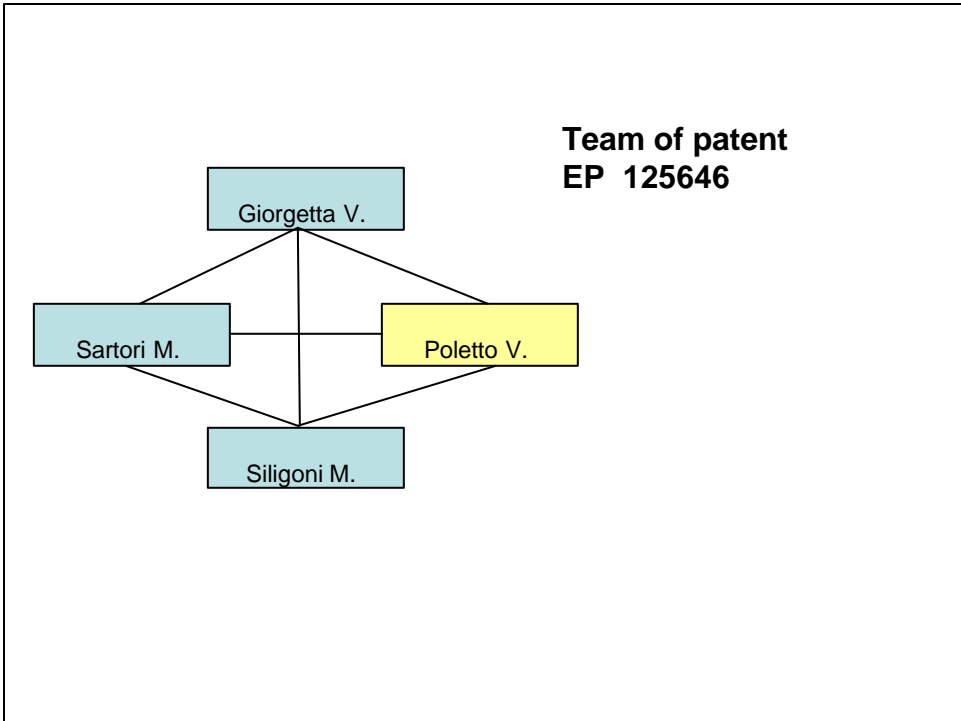 Team of patent
EP 125646
Giorgetta V.
Sartori M.
Poletto V.
Siligoni M.